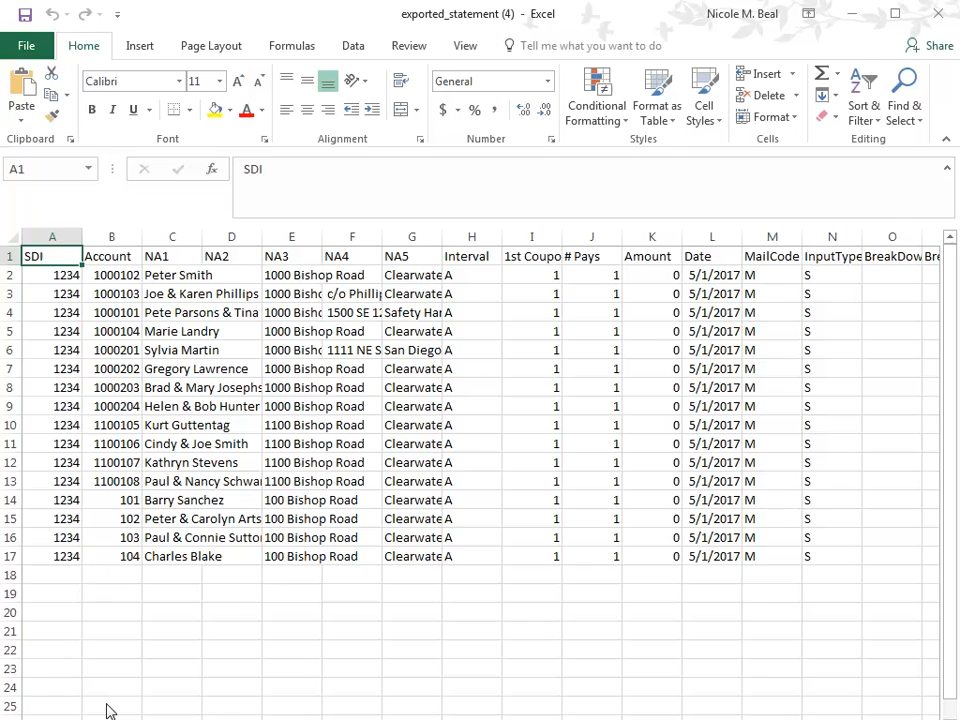 exported_statement (4) - Excel Nicole M. Beal
File Home Insert Page Layout Formulas Data Review View Tell me what you want to do Share
Calibri 11 General Insert
Paste B I U A $ % Conditional Formatting Format as Table Cell Styles Delete Format Sort & Filter Find & Select
Clipboard Font Alignment Number Styles Cells Editing
A1 fx SDI
A B C D E F G H I J K L M N O
1 SDI Account NA1 NA2 NA3 NA4 NA5 Interval 1st Coupo # Pays Amount Date MailCode InputType BreakDow Bre
2 1234 1000102 Peter Smith 1000 Bishop Road Clearwate A 1 1 0 5/1/2017 M S
3 1234 1000103 Joe & Karen Phillips 1000 Bisho c/o Phillip Clearwate A 1 1 0 5/1/2017 M S
4 1234 1000101 Pete Parsons & Tina 1000 Bisho 1500 SE 12 Safety Har A 1 1 0 5/1/2017 M S
5 1234 1000104 Marie Landry 1000 Bishop Road Clearwate A 1 1 0 5/1/2017 M S
6 1234 1000201 Sylvia Martin 1000 Bisho 1111 NE S San Diego A 1 1 0 5/1/2017 M S
7 1234 1000202 Gregory Lawrence 1000 Bishop Road Clearwate A 1 1 0 5/1/2017 M S
8 1234 1000203 Brad & Mary Josephs 1000 Bishop Road Clearwate A 1 1 0 5/1/2017 M S
9 1234 1000204 Helen & Bob Hunter 1000 Bishop Road Clearwate A 1 1 0 5/1/2017 M S
10 1234 1100105 Kurt Guttentag 1100 Bishop Road Clearwate A 1 1 0 5/1/2017 M S
11 1234 1100106 Cindy & Joe Smith 1100 Bishop Road Clearwate A 1 1 0 5/1/2017 M S
12 1234 1100107 Kathryn Stevens 1100 Bishop Road Clearwate A 1 1 0 5/1/2017 M S
13 1234 1100108 Paul & Nancy Schwar 1100 Bishop Road Clearwate A 1 1 0 5/1/2017 M S
14 1234 101 Barry Sanchez 100 Bishop Road Clearwate A 1 1 0 5/1/2017 M S
15 1234 102 Peter & Carolyn Arts 100 Bishop Road Clearwate A 1 1 0 5/1/2017 M S
16 1234 103 Paul & Connie Sutto 100 Bishop Road Clearwate A 1 1 0 5/1/2017 M S
17 1234 104 Charles Blake 100 Bishop Road Clearwate A 1 1 0 5/1/2017 M S
18
19
20
21
22
23
24
25